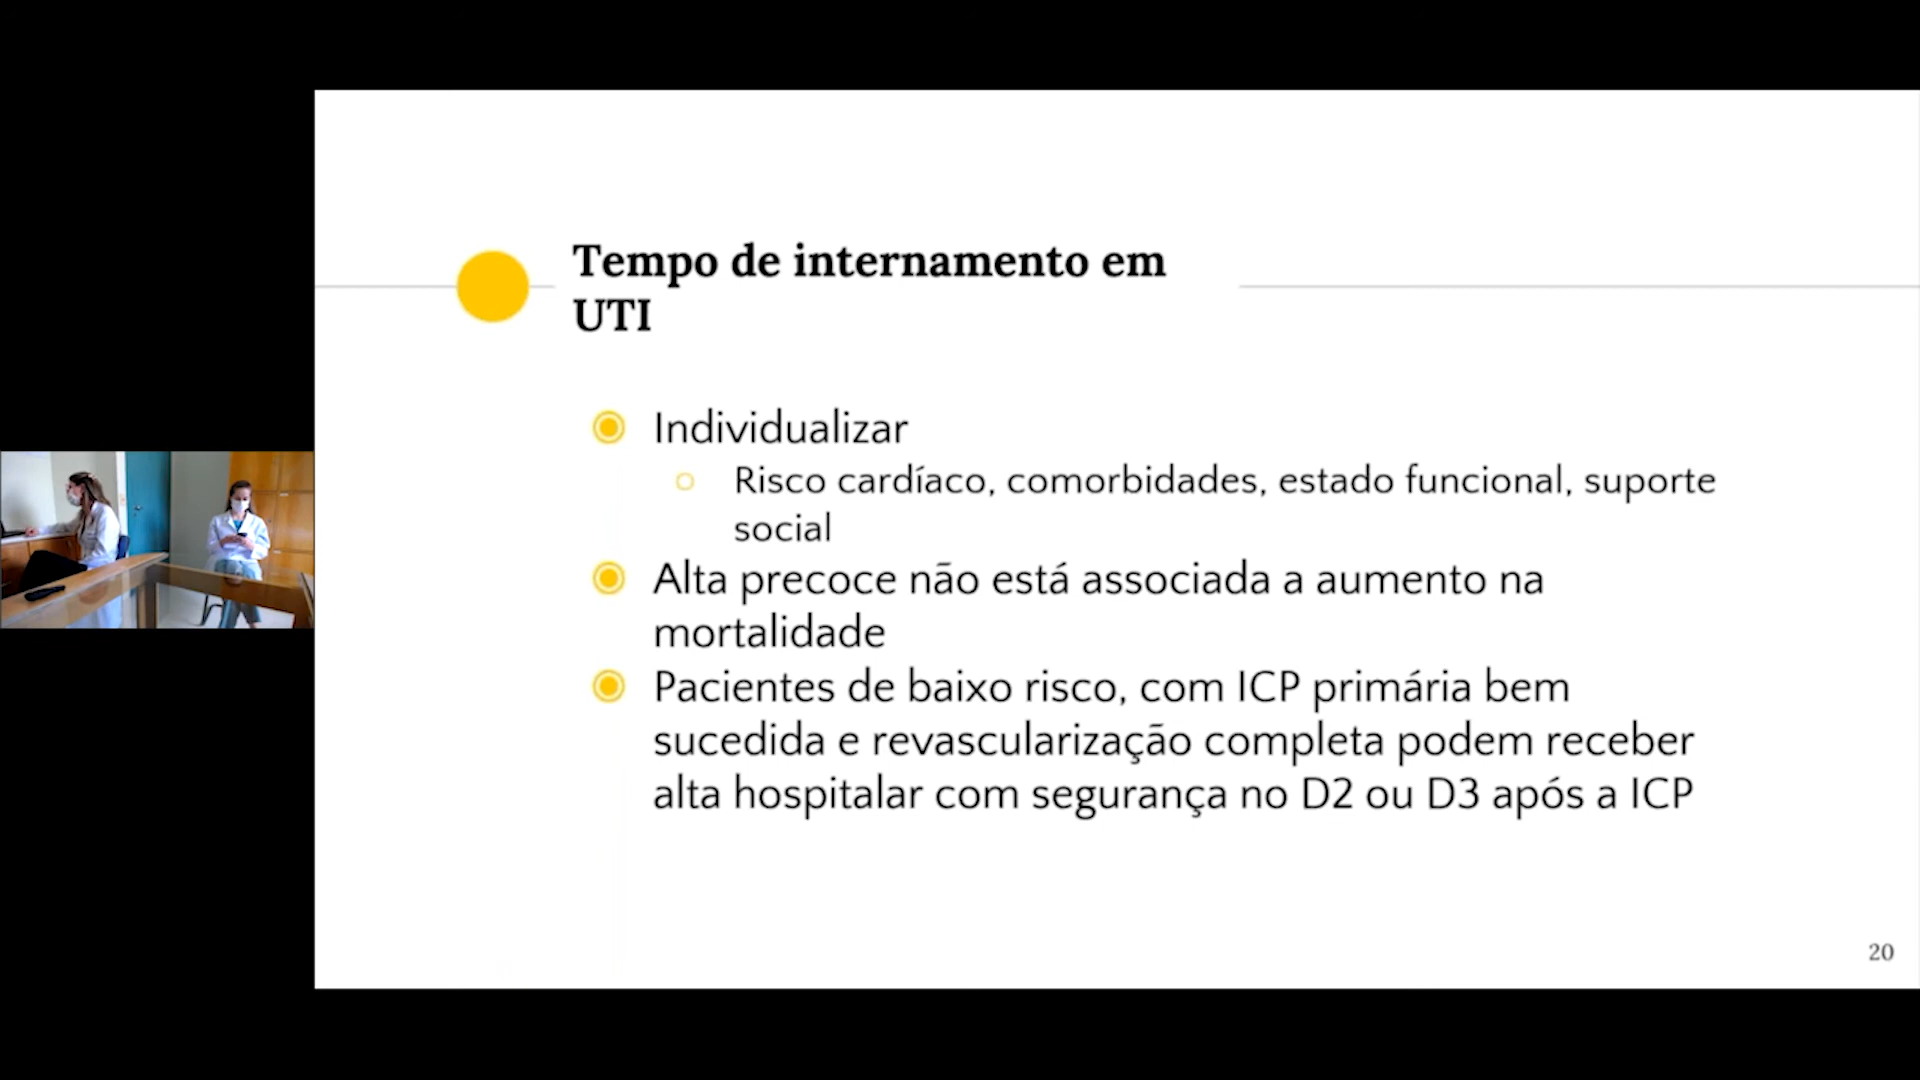 Tempo de internamento em
UTI
Individualizar
Risco cardíaco, comorbidades, estado funcional, suporte
social
Alta precoce não está associada a aumento na
mortalidade
Pacientes de baixo risco, com ICP primária bem
sucedida e revascularização completa podem receber
alta hospitalar com segurança no D2 ou D3 após a ICP
20